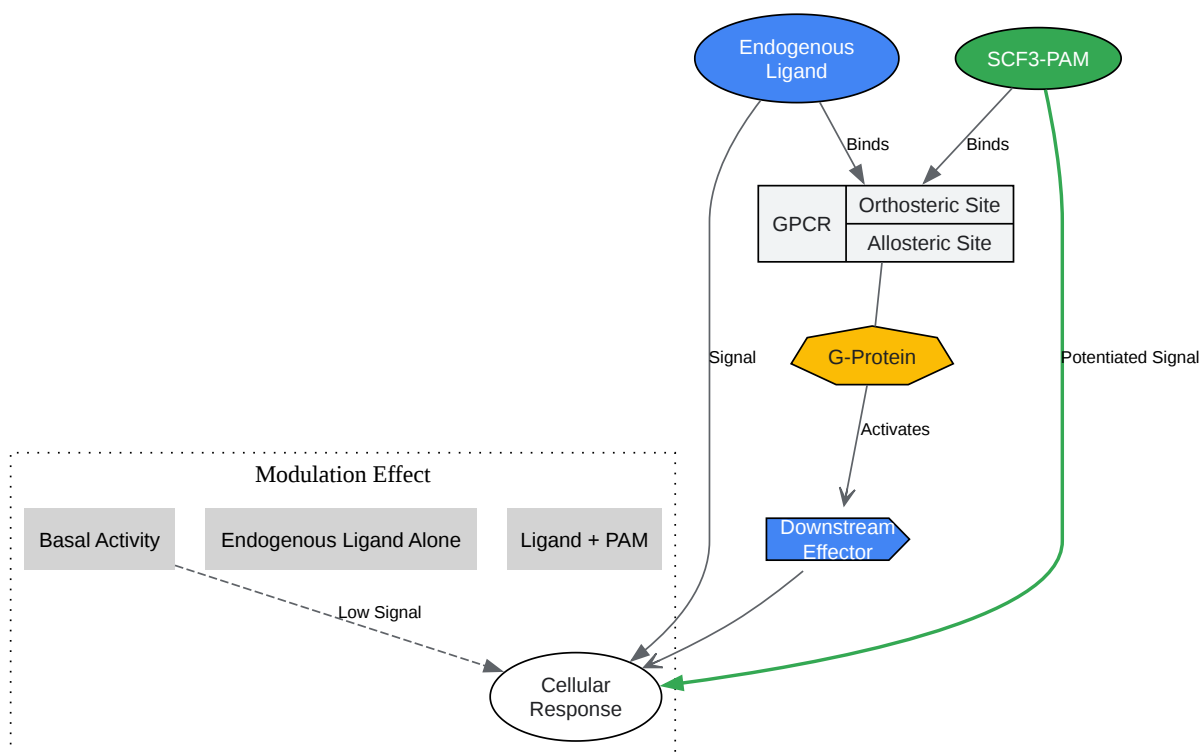 Endogenous
Ligand
SCF3-PAM
Binds
Binds
GPCR
Orthosteric Site
Allosteric Site
Signal
G-Protein
Potentiated Signal
Activates
Modulation Effect
Basal Activity
Endogenous Ligand Alone
Ligand + PAM
Downstream
Effector
Low Signal
Cellular
Response